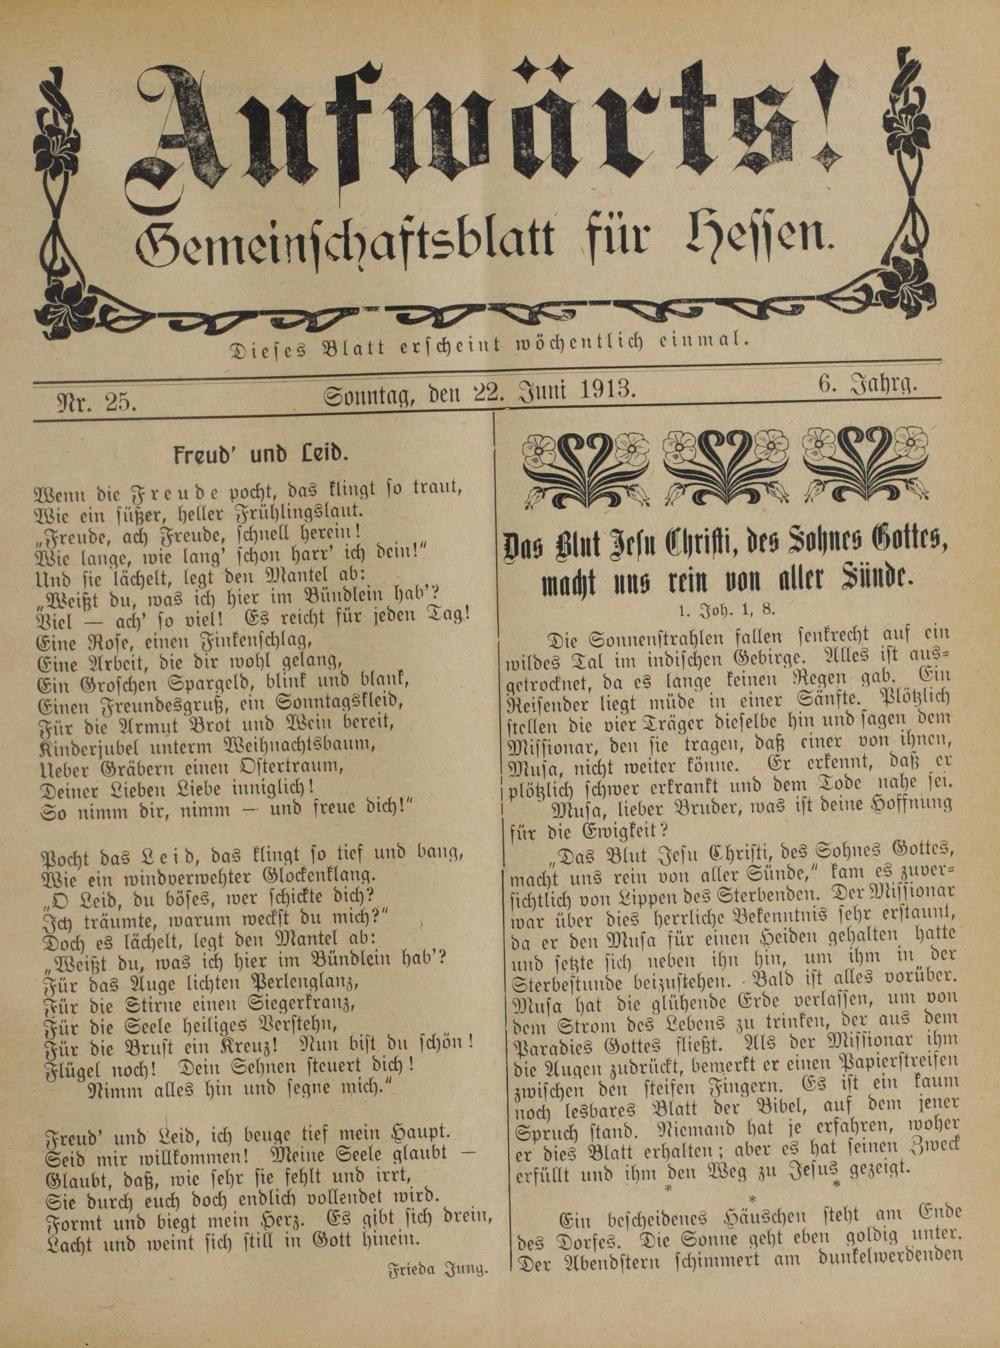 Aufwärts!
Gemeinschaftsblatt für Hessen.
Dieses Blatt erscheint wöchentlich einmal.
Nr. 25.
Sonntag, den 22. Juni 1913.
6. Jahrg.
Freud' und Leid.
Wenn die Freude pocht, das klingt so traut,
Wie ein süßer, heller Frühlingslaut.
„Freude, ach Freude, schnell herein!
Wie lange, wie lang' schon harr' ich dein!“
Und sie lächelt, legt den Mantel ab:
„Weißt du, was ich hier im Bündlein hab'?
Viel — ach' so viel! Es reicht für jeden Tag!
Eine Rose, einen Finkenschlag,
Eine Arbeit, die dir wohl gelang,
Ein Groschen Spargeld, blink und blank,
Einen Freundesgruß, ein Sonntagskleid,
Für die Armut Brot und Wein bereit,
Kinderjubel unterm Weihnachtsbaum,
Ueber Gräbern einen Ostertraum,
Deiner Lieben Liebe inniglich!
So nimm dir, nimm — und freue dich!“
Pocht das Leid, das klingt so tief und bang,
Wie ein windverwehter Glockenklang.
„O Leid, du böses, wer schickte dich?
Ich träumte, warum weckst du mich?“
Doch es lächelt, legt den Mantel ab:
„Weißt du, was ich hier im Bündlein hab'?
Für das Auge lichten Perlenglanz,
Für die Stirne einen Siegerkranz,
Für die Seele heiliges Verstehn,
Für die Brust ein Kreuz! Nun bist du schön!
Flügel noch! Dein Sehnen steuert dich!
Nimm alles hin und segne mich.“
Freud' und Leid, ich beuge tief mein Haupt.
Seid mir willkommen! Meine Seele glaubt —
Glaubt, daß, wie sehr sie fehlt und irrt,
Sie durch euch doch endlich vollendet wird.
Formt und biegt mein Herz. Es gibt sich drein,
Lacht und weint sich still in Gott hinein.
Frieda Jung.
Das Blut Jesu Christi, des Sohnes Gottes,
macht uns rein von aller Sünde.
1. Joh. 1, 8.
Die Sonnenstrahlen fallen senkrecht auf ein
wildes Tal im indischen Gebirge. Alles ist aus-
getrocknet, da es lange keinen Regen gab. Ein
Reisender liegt müde in einer Sänfte. Plötzlich
stellen die vier Träger dieselbe hin und sagen dem
Missionar, den sie tragen, daß einer von ihnen,
Musa, nicht weiter könne. Er erkennt, daß er
plötzlich schwer erkrankt und dem Tode nahe sei.
Musa, lieber Bruder, was ist deine Hoffnung
für die Ewigkeit?
„Das Blut Jesu Christi, des Sohnes Gottes,
macht uns rein von aller Sünde,“ kam es zuver-
sichtlich von Lippen des Sterbenden. Der Missionar
war über dies herrliche Bekenntnis sehr erstaunt,
da er den Musa für einen Heiden gehalten hatte
und setzte sich neben ihn hin, um ihm in der
Sterbestunde beizustehen. Bald ist alles vorüber.
Musa hat die glühende Erde verlassen, um von
dem Strom des Lebens zu trinken, der aus dem
Paradies Gottes fließt. Als der Missionar ihm
die Augen zudrückt, bemerkt er einen Papierstreifen
zwischen den steifen Fingern. Es ist ein kaum
noch lesbares Blatt der Bibel, auf dem jener
Spruch stand. Niemand hat je erfahren, woher
er dies Blatt erhalten; aber es hat seinen Zweck
erfüllt und ihm den Weg zu Jesus gezeigt.
* * *
Ein bescheidenes Häuschen steht am Ende
des Dorfes. Die Sonne geht eben goldig unter.
Der Abendstern schimmert am dunkelwerdenden